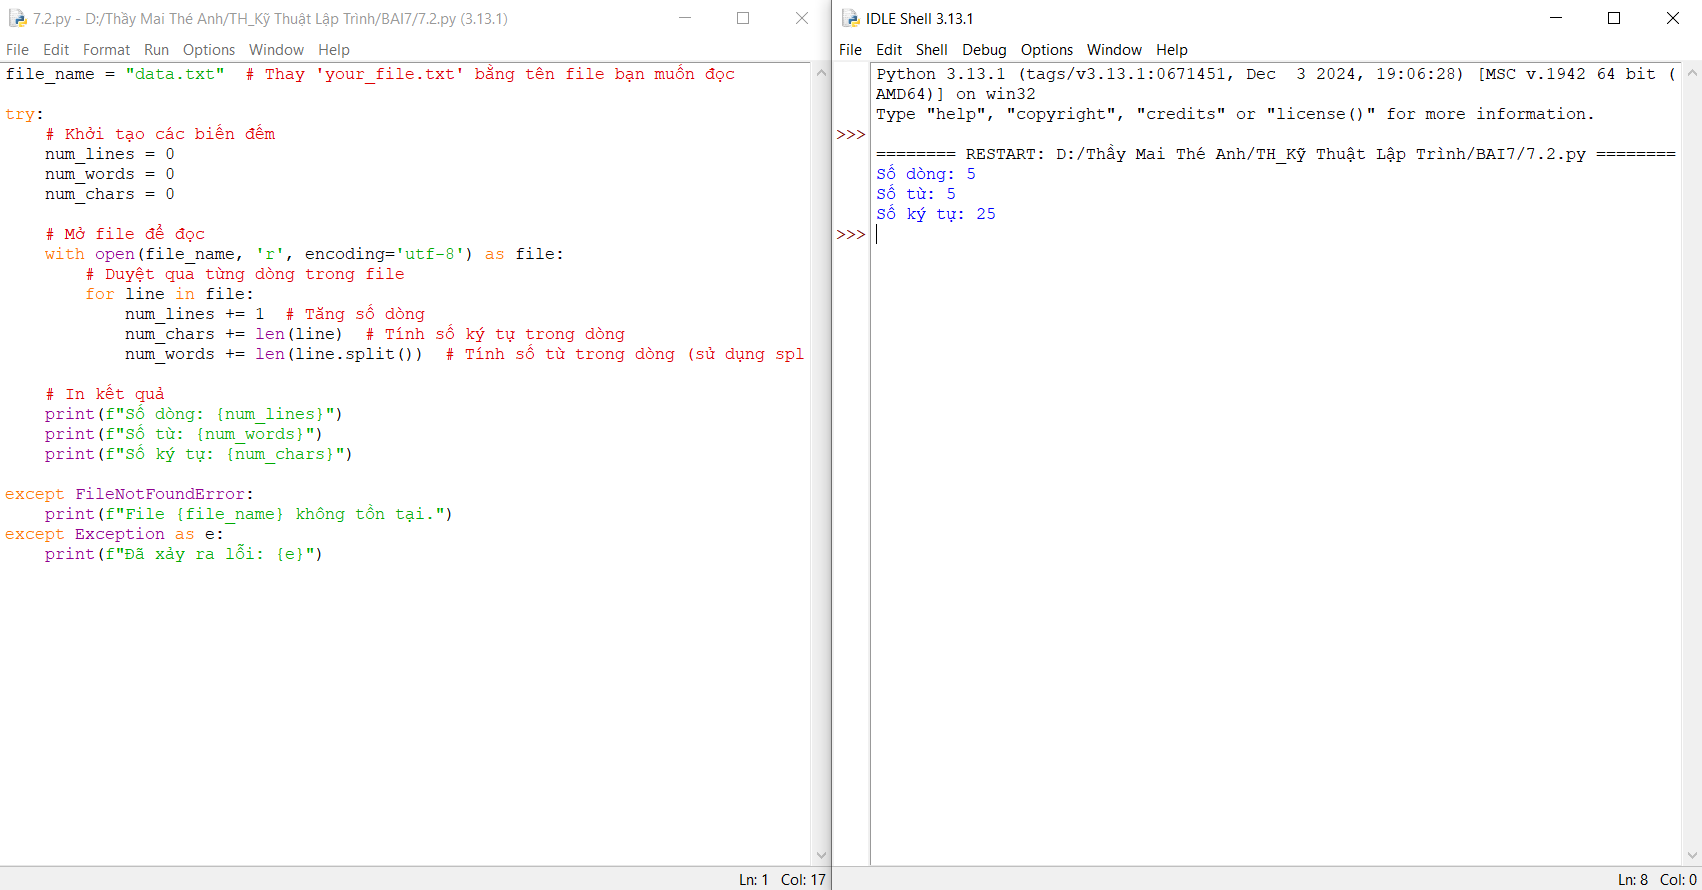 7.2.py - D:/Thầy Mai Thé Anh/TH_Kỹ Thuật Lập Trình/BAI7/7.2.py (3.13.1)
File Edit Format Run Options Window Help
file_name = "data.txt"  # Thay 'your_file.txt' bằng tên file bạn muốn đọc
try:
    # Khởi tạo các biến đếm
    num_lines = 0
    num_words = 0
    num_chars = 0
    # Mở file để đọc
    with open(file_name, 'r', encoding='utf-8') as file:
        # Duyệt qua từng dòng trong file
        for line in file:
            num_lines += 1  # Tăng số dòng
            num_chars += len(line)  # Tính số ký tự trong dòng
            num_words += len(line.split())  # Tính số từ trong dòng (sử dụng spl
    # In kết quả
    print(f"Số dòng: {num_lines}")
    print(f"Số từ: {num_words}")
    print(f"Số ký tự: {num_chars}")
except FileNotFoundError:
    print(f"File {file_name} không tồn tại.")
except Exception as e:
    print(f"Đã xảy ra lỗi: {e}")
Ln: 1 Col: 17
IDLE Shell 3.13.1
File Edit Shell Debug Options Window Help
Python 3.13.1 (tags/v3.13.1:0671451, Dec  3 2024, 19:06:28) [MSC v.1942 64 bit (
AMD64)] on win32
Type "help", "copyright", "credits" or "license()" for more information.
>>>
======== RESTART: D:/Thầy Mai Thé Anh/TH_Kỹ Thuật Lập Trình/BAI7/7.2.py ========
Số dòng: 5
Số từ: 5
Số ký tự: 25
>>>
Ln: 8 Col: 0